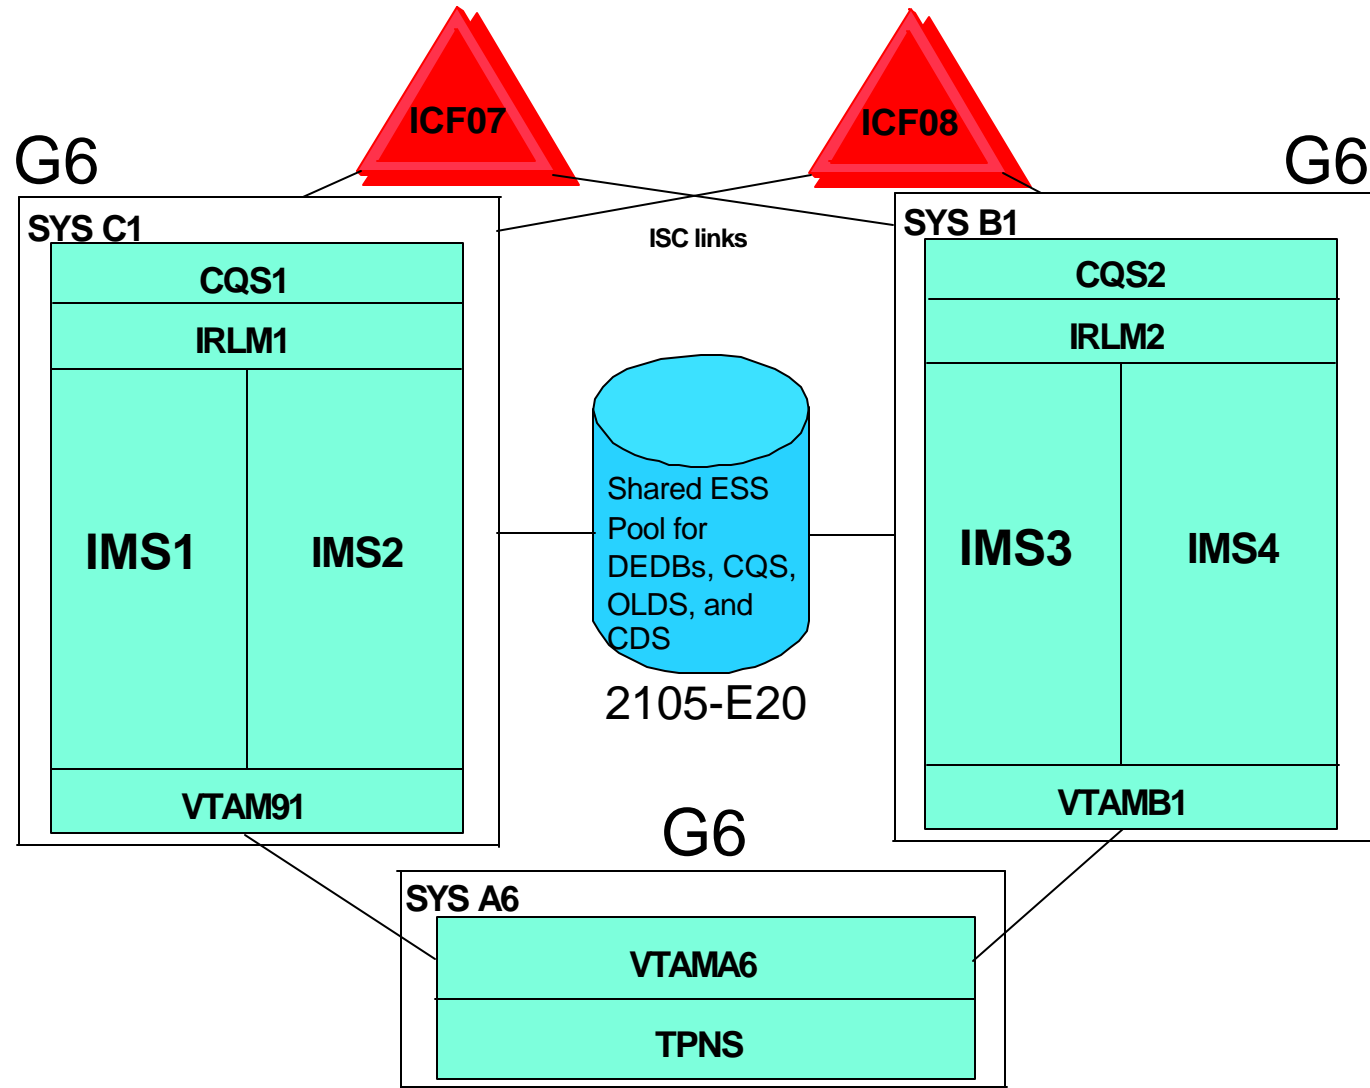 ICF07
ICF08
G6
G6
SYS C1
ISC links
SYS B1
CQS1
IRLM1
IMS1
IMS2
VTAM91
CQS2
IRLM2
IMS3
IMS4
VTAMB1
Shared ESS
Pool for
DEDBs, CQS,
OLDS, and
CDS
2105-E20
G6
SYS A6
VTAMA6
TPNS